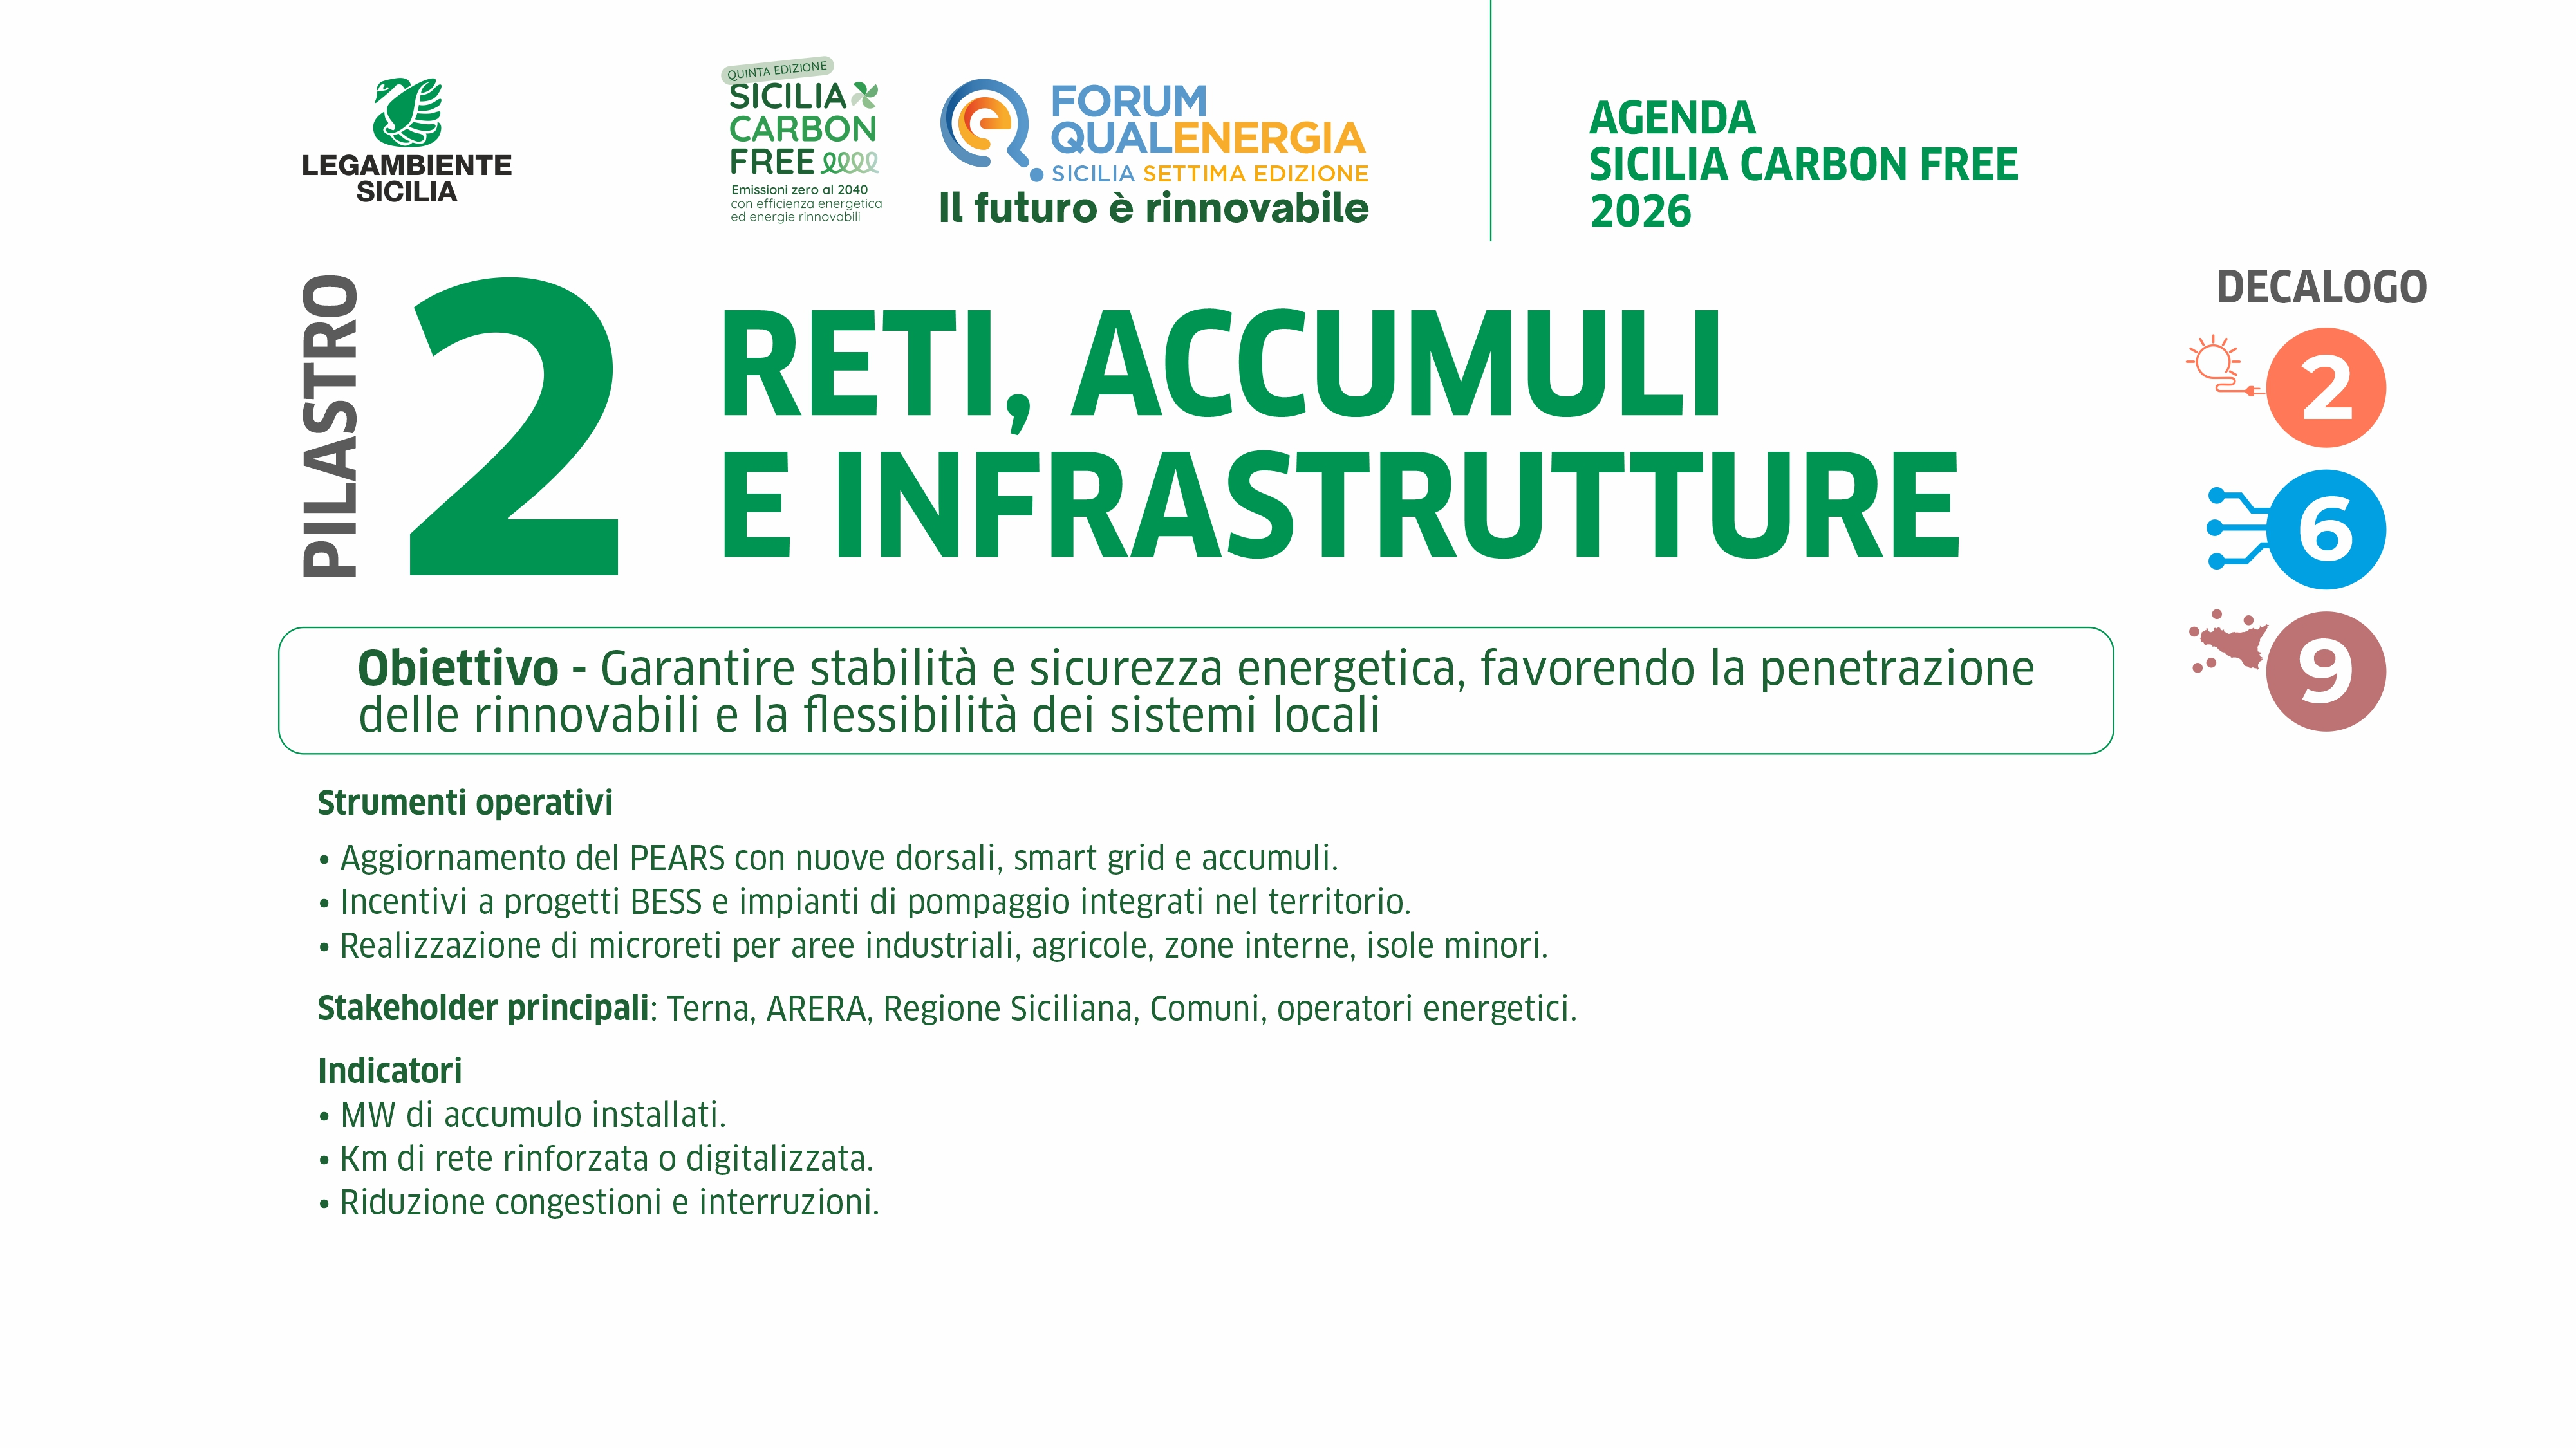 LEGAMBIENTE
SICILIA
QUINTA EDIZIONE
SICILIA
CARBON
FREE
Emissioni zero al 2040
con efficienza energetica
ed energie rinnovabili
FORUM
QUALENERGIA
SICILIA SETTIMA EDIZIONE
Il futuro è rinnovabile
AGENDA
SICILIA CARBON FREE
2026
PILASTRO
2
RETI, ACCUMULI
E INFRASTRUTTURE
DECALOGO
2
6
9
Obiettivo - Garantire stabilità e sicurezza energetica, favorendo la penetrazione
delle rinnovabili e la flessibilità dei sistemi locali
Strumenti operativi
• Aggiornamento del PEARS con nuove dorsali, smart grid e accumuli.
• Incentivi a progetti BESS e impianti di pompaggio integrati nel territorio.
• Realizzazione di microreti per aree industriali, agricole, zone interne, isole minori.
Stakeholder principali: Terna, ARERA, Regione Siciliana, Comuni, operatori energetici.
Indicatori
• MW di accumulo installati.
• Km di rete rinforzata o digitalizzata.
• Riduzione congestioni e interruzioni.